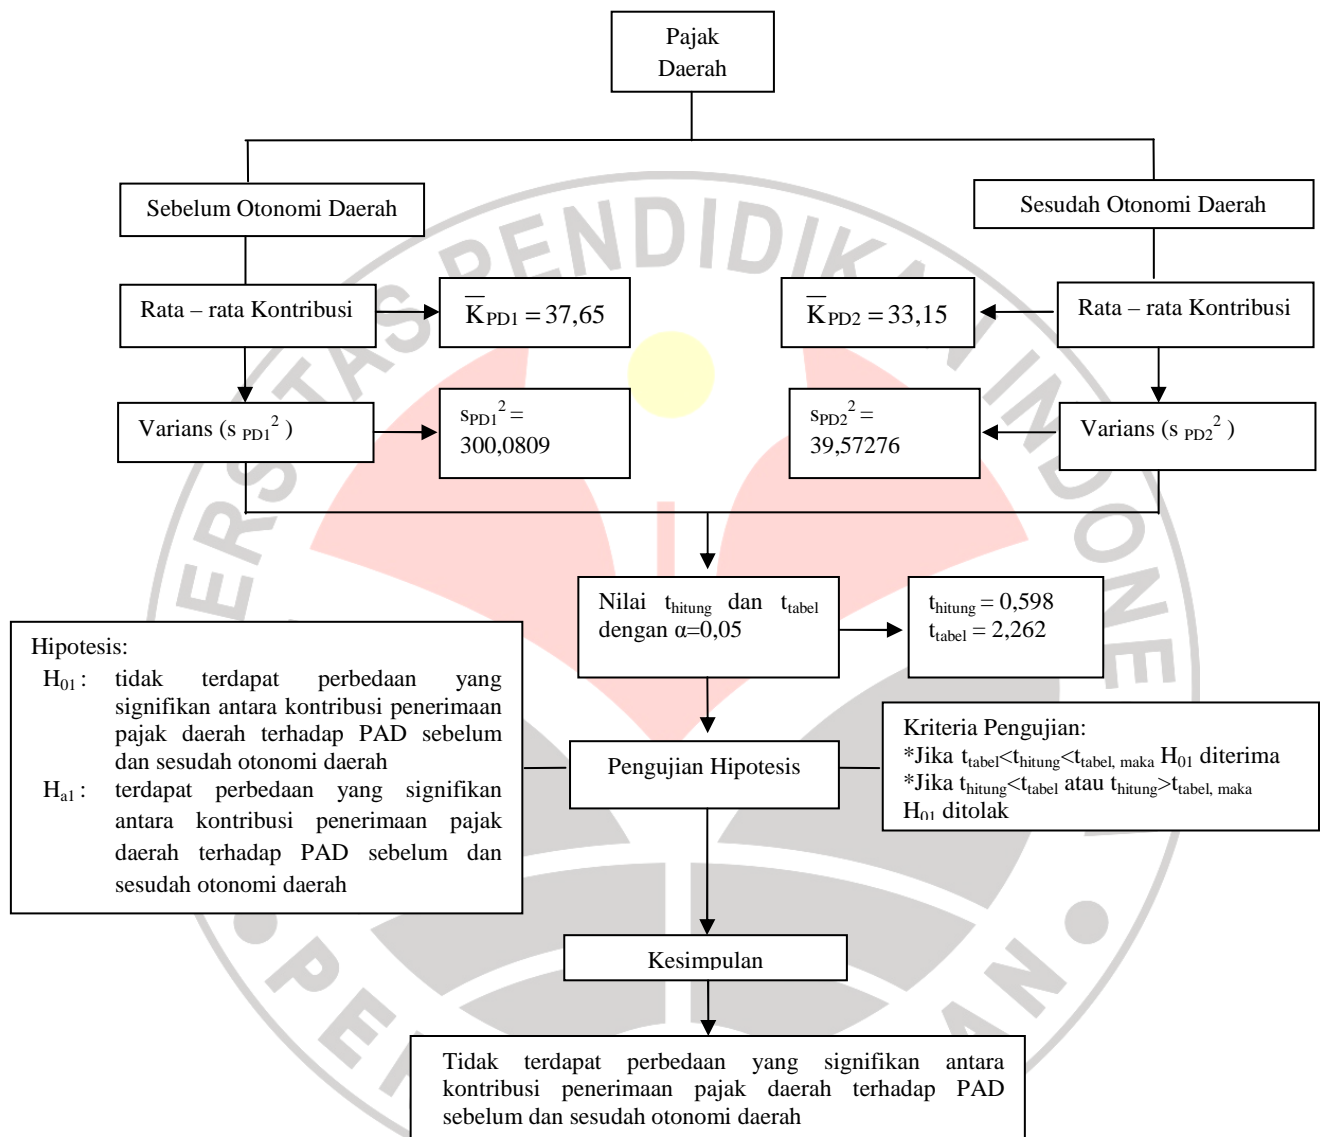 Pajak
Daerah
Sebelum Otonomi Daerah
Sesudah Otonomi Daerah
Rata – rata Kontribusi
K̅PD1 = 37,65
K̅PD2 = 33,15
Rata – rata Kontribusi
Varians (s PD1² )
sPD1² =
300,0809
sPD2² =
39,57276
Varians (s PD2² )
Nilai thitung dan ttabel
dengan α=0,05
thitung = 0,598
ttabel = 2,262
Hipotesis:
H01 : tidak terdapat perbedaan yang
signifikan antara kontribusi penerimaan
pajak daerah terhadap PAD sebelum
dan sesudah otonomi daerah
Ha1 : terdapat perbedaan yang signifikan
antara kontribusi penerimaan pajak
daerah terhadap PAD sebelum dan
sesudah otonomi daerah
Pengujian Hipotesis
Kriteria Pengujian:
*Jika ttabel<thitung<ttabel, maka H01 diterima
*Jika thitung<ttabel atau thitung>ttabel, maka
H01 ditolak
Kesimpulan
Tidak terdapat perbedaan yang signifikan antara
kontribusi penerimaan pajak daerah terhadap PAD
sebelum dan sesudah otonomi daerah